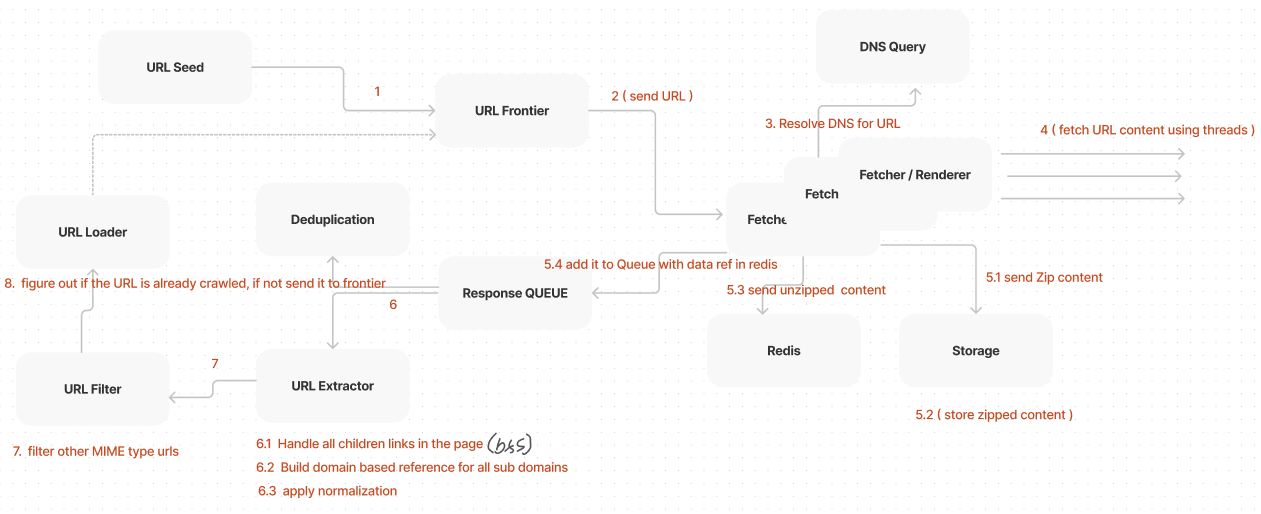 DNS Query
URL Seed
1
2 ( send URL )
URL Frontier
3. Resolve DNS for URL
4 ( fetch URL content using threads )
Fetcher / Renderer
Fetch
Fetche
Deduplication
URL Loader
5.4 add it to Queue with data ref in redis
5.1 send Zip content
8. figure out if the URL is already crawled, if not send it to frontier
5.3 send unzipped content
Response QUEUE
6
Redis
Storage
7
URL Filter
URL Extractor
5.2 ( store zipped content )
7. filter other MIME type urls
6.1 Handle all children links in the page (bfs)
6.2 Build domain based reference for all sub domains
6.3 apply normalization